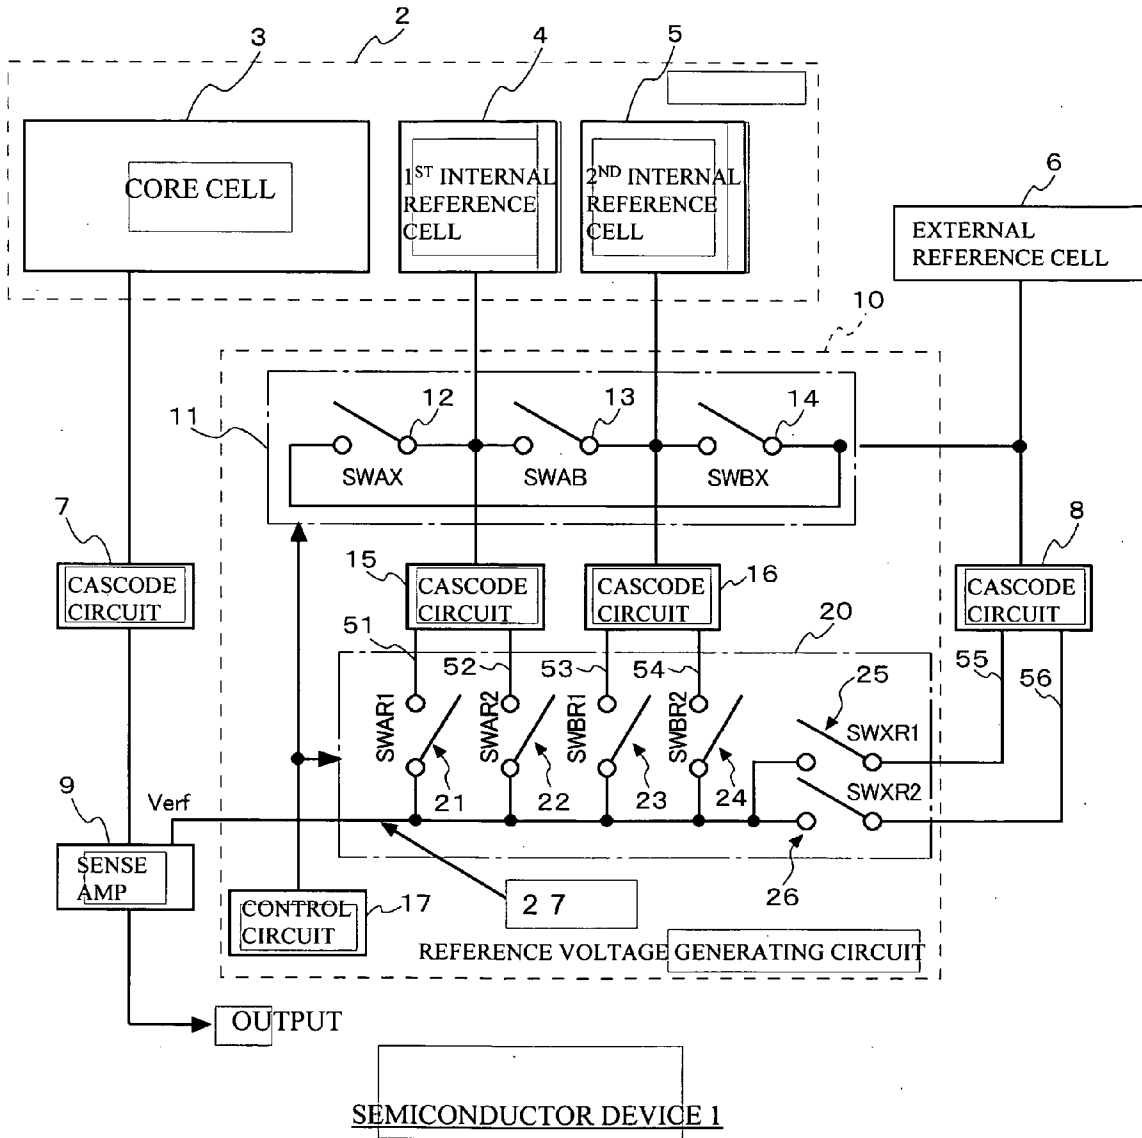 2
3
4
5
CORE CELL
1ST INTERNAL
REFERENCE
CELL
2ND INTERNAL
REFERENCE
CELL
6
EXTERNAL
REFERENCE CELL
10
11
12
13
14
SWAX
SWAB
SWBX
7
CASCODE
CIRCUIT
15
CASCODE
CIRCUIT
CASCODE
CIRCUIT
16
8
CASCODE
CIRCUIT
20
51
52
53
54
55
56
SWAR1
SWAR2
SWBR1
SWBR2
25
SWXR1
SWXR2
21
22
23
24
26
9
Verf
SENSE
AMP
27
CONTROL
CIRCUIT
17
REFERENCE VOLTAGE GENERATING CIRCUIT
OUTPUT
SEMICONDUCTOR DEVICE 1